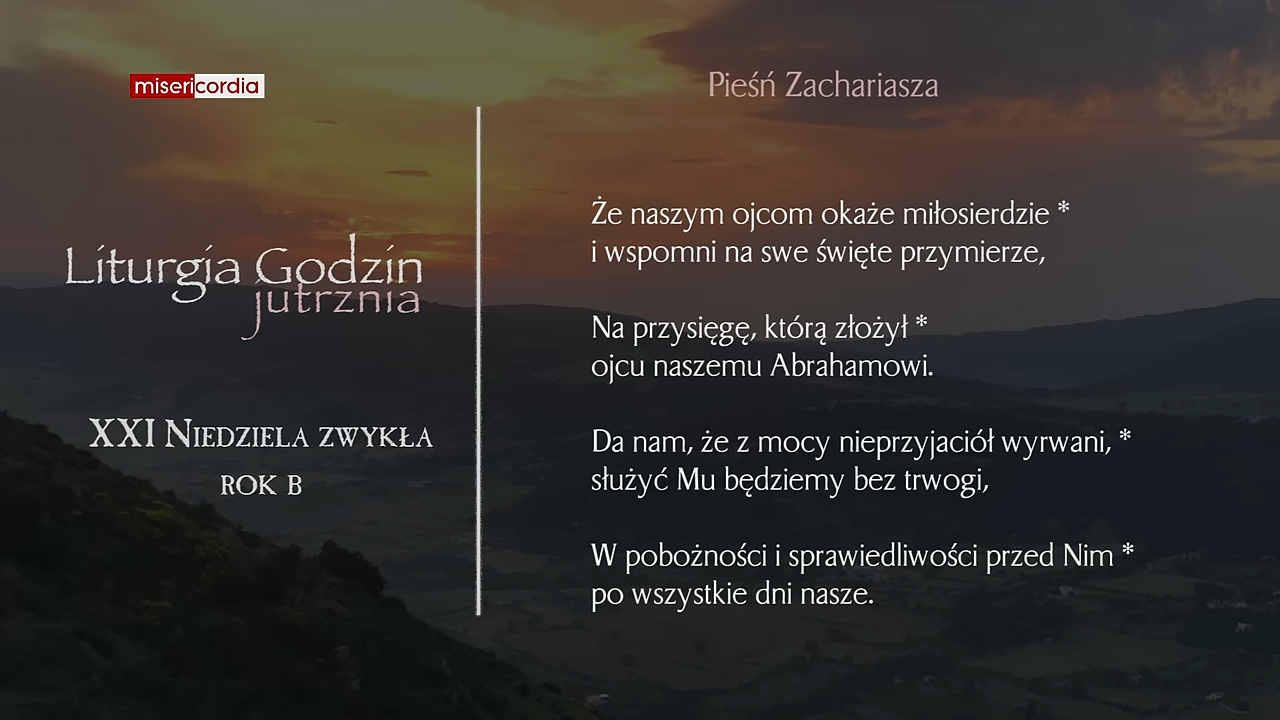 misericordia
Liturgia Godzin
jutrznia
XXI Niedziela zwykła
rok B
Pieśń Zachariasza
Że naszym ojcom okaże miłosierdzie *
i wspomni na swe święte przymierze,
Na przysięgę, którą złożył *
ojcu naszemu Abrahamowi.
Da nam, że z mocy nieprzyjaciół wyrwani, *
służyć Mu będziemy bez trwogi,
W pobożności i sprawiedliwości przed Nim *
po wszystkie dni nasze.